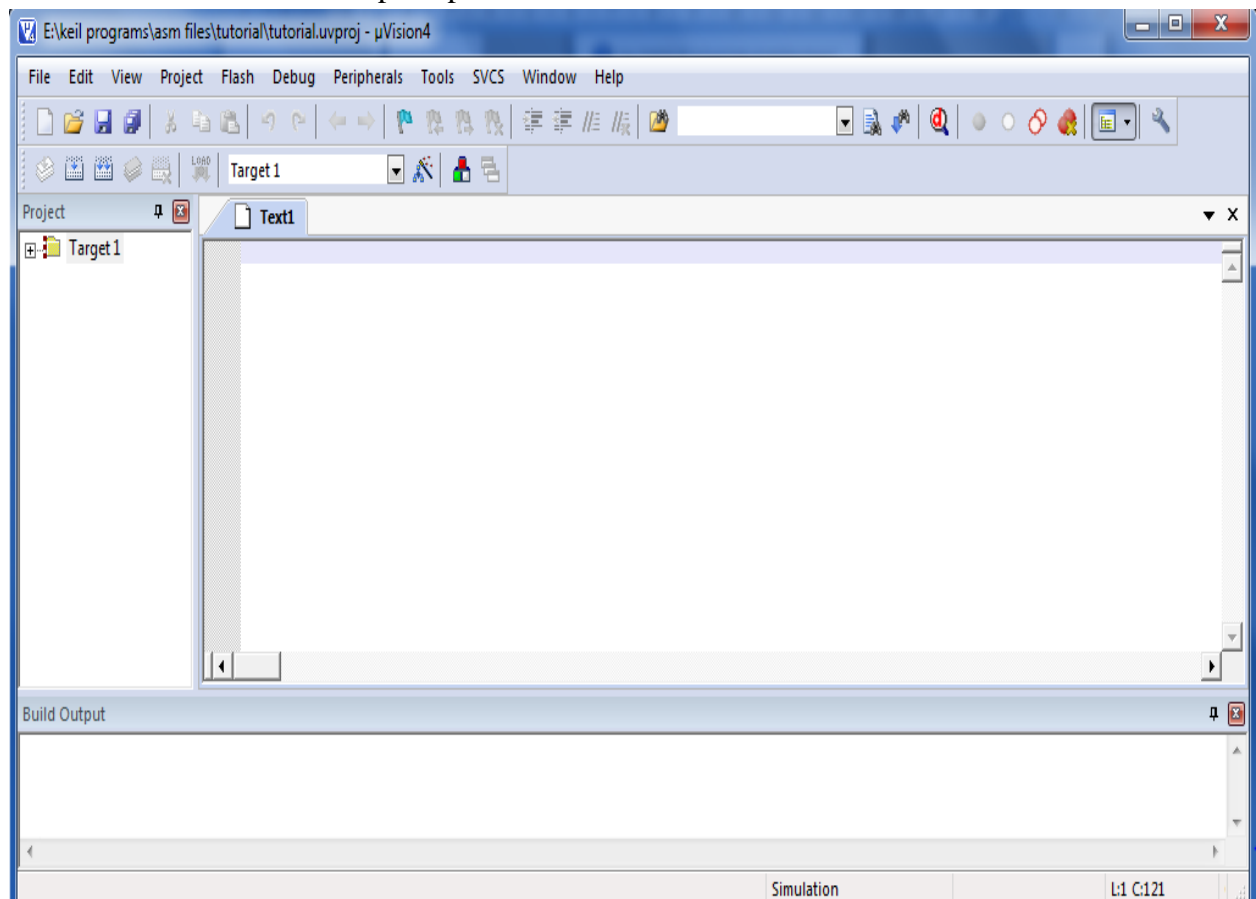 E:\keil programs\asm files\tutorial\tutorial.uvproj - µVision4
File Edit View Project Flash Debug Peripherals Tools SVCS Window Help
LOAD Target 1
Project Text1
Target 1
Build Output
Simulation L:1 C:121